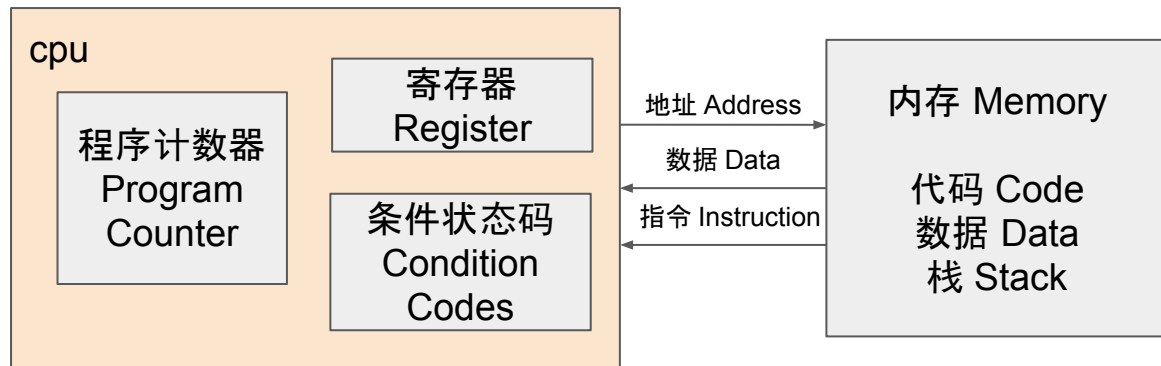 cpu
程序计数器
Program
Counter
寄存器
Register
条件状态码
Condition
Codes
地址 Address
数据 Data
指令 Instruction
内存 Memory
代码 Code
数据 Data
栈 Stack